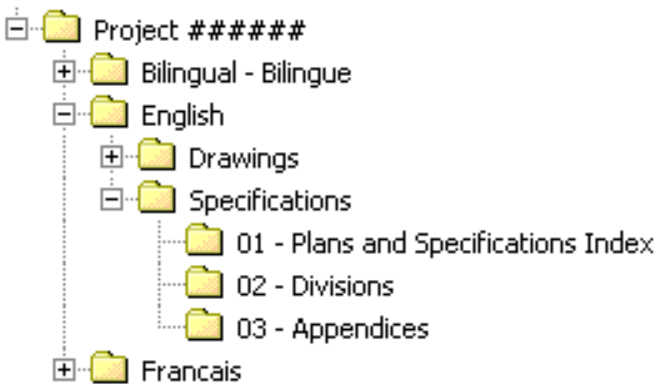 Project ######
Bilingual - Bilingue
English
Drawings
Specifications
01 - Plans and Specifications Index
02 - Divisions
03 - Appendices
Francais